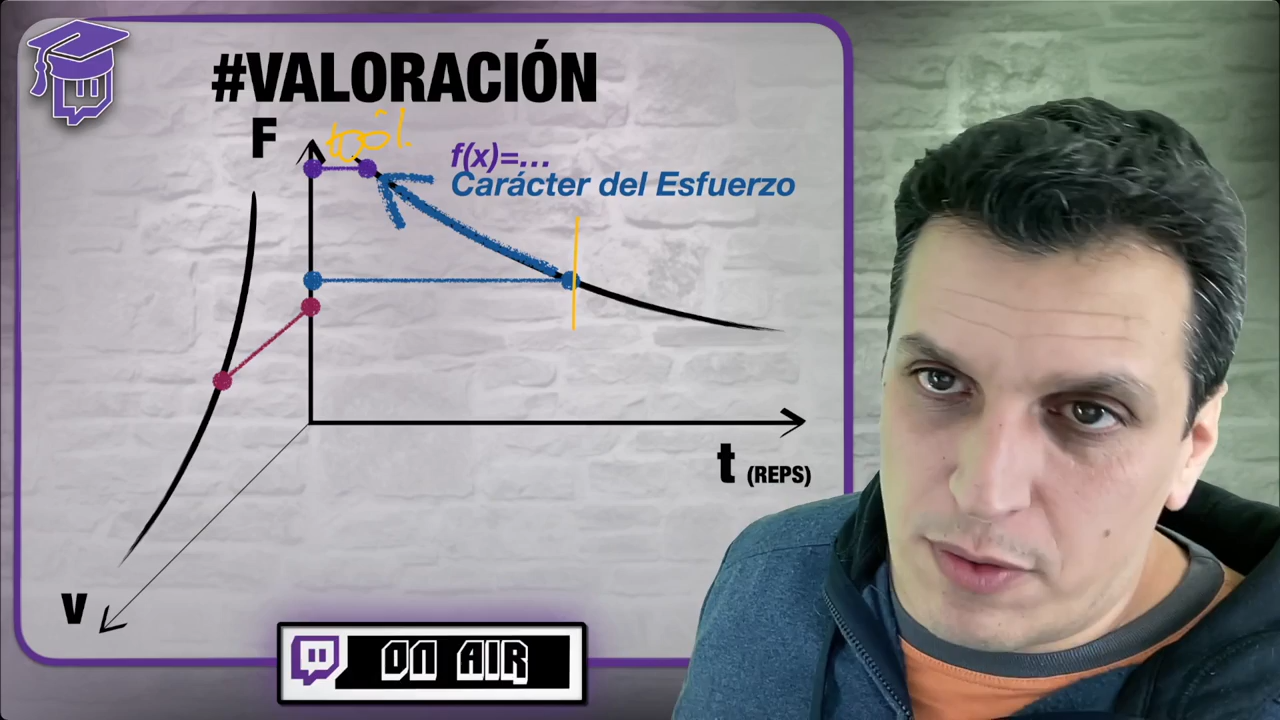 #VALORACIÓN
F
f(x)=...
Carácter del Esfuerzo
t (REPS)
v
ON AIR